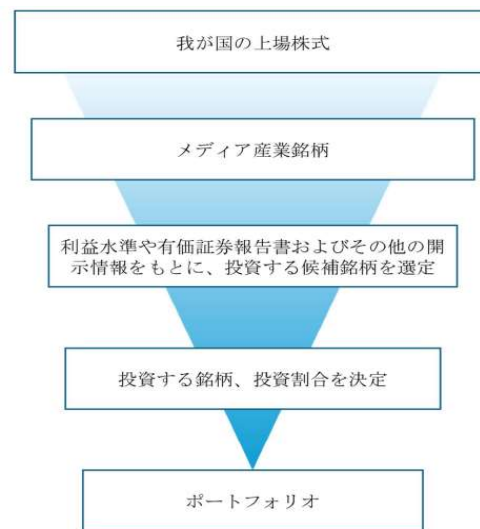 我が国の上場株式
メディア産業銘柄
利益水準や有価証券報告書およびその他の開
示情報をもとに、投資する候補銘柄を選定
投資する銘柄、投資割合を決定
ポートフォリオ